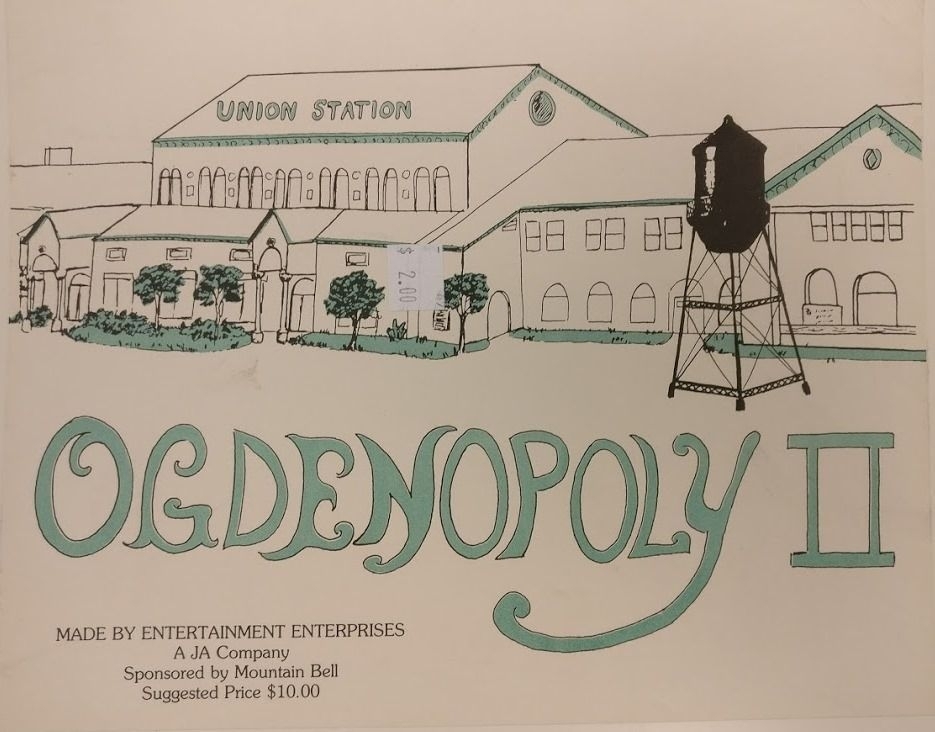 UNION STATION
$ 2.00
OGDENOPOLY II
MADE BY ENTERTAINMENT ENTERPRISES
A JA Company
Sponsored by Mountain Bell
Suggested Price $10.00